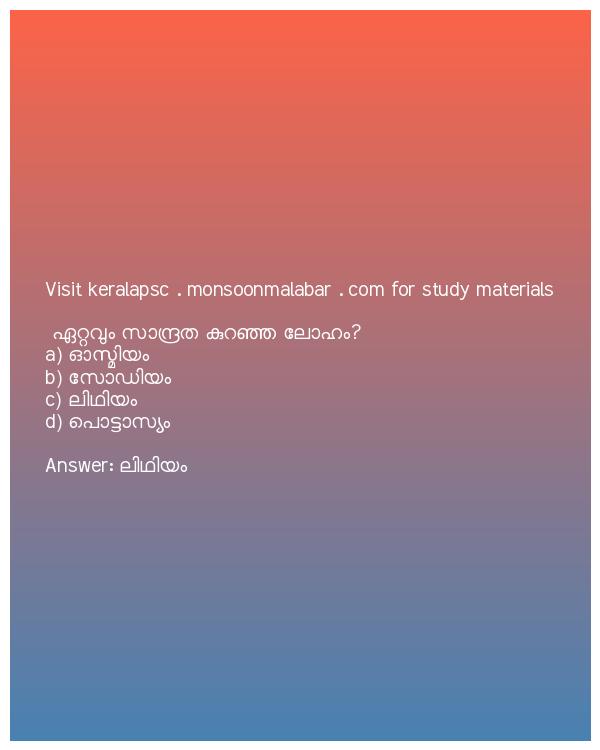 Visit keralapsc . monsoonmalabar . com for study materials
ഏറ്റവും സാന്ദ്രത കുറഞ്ഞ ലോഹം?
a) ഓസ്മിയം
b) സോഡിയം
c) ലിഥിയം
d) പൊട്ടാസ്യം
Answer: ലിഥിയം